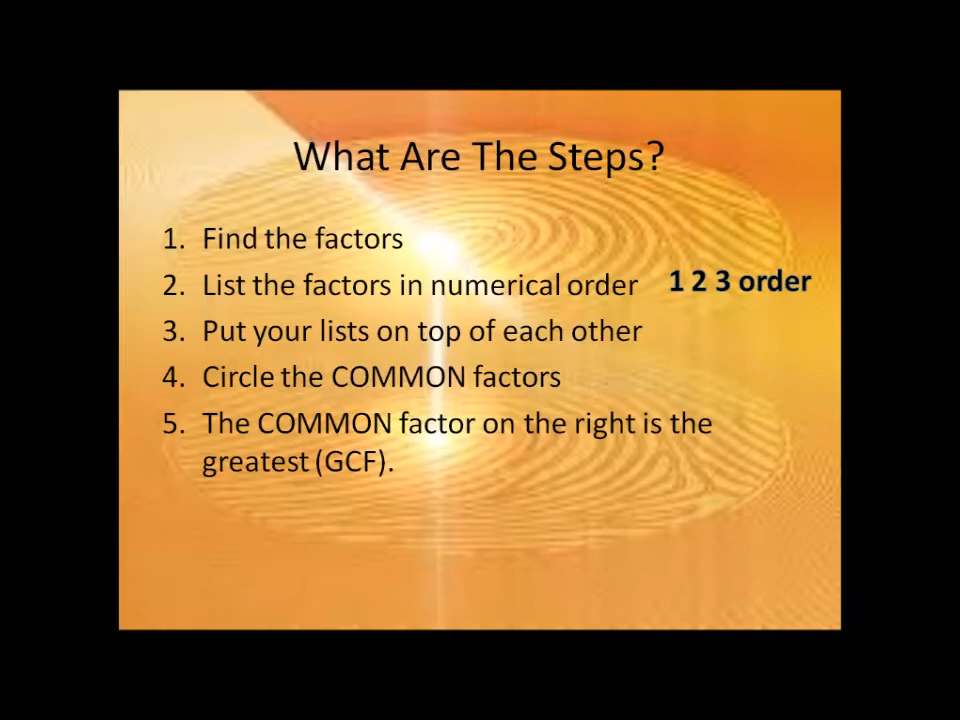 What Are The Steps?
1. Find the factors
2. List the factors in numerical order 1 2 3 order
3. Put your lists on top of each other
4. Circle the COMMON factors
5. The COMMON factor on the right is the
greatest (GCF).